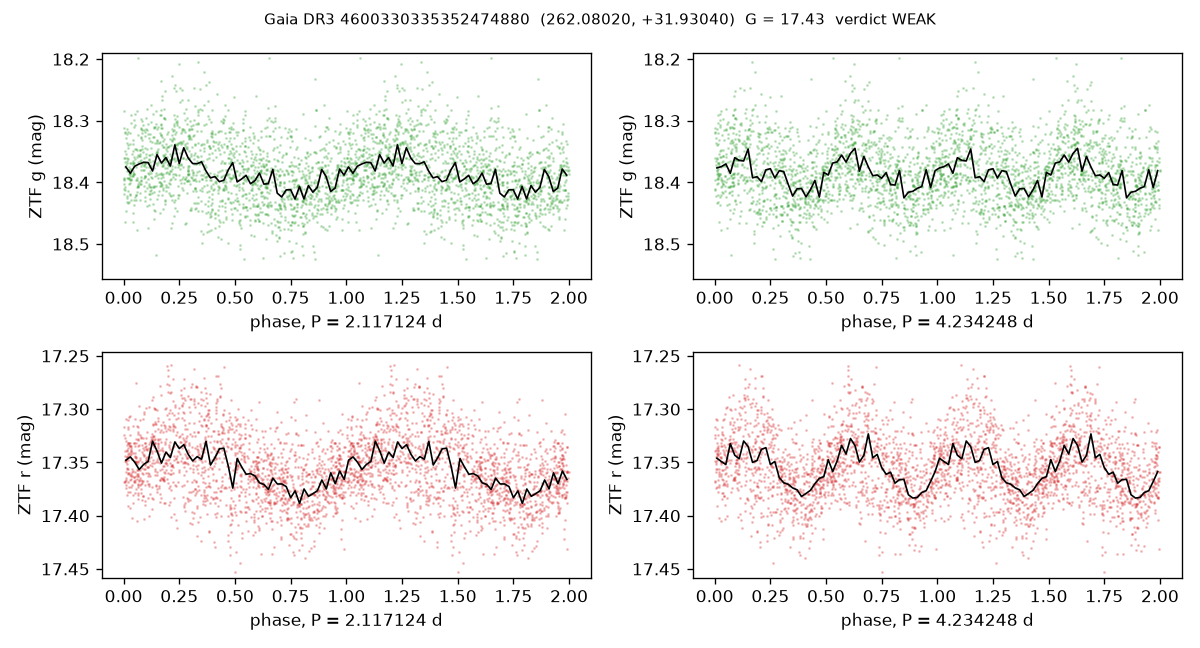 Gaia DR3 4600330335352474880 (262.08020, +31.93040) G = 17.43 verdict WEAK
18.2
18.3
18.4
18.5
ZTF g (mag)
0.00 0.25 0.50 0.75 1.00 1.25 1.50 1.75 2.00
phase, P = 2.117124 d
18.2
18.3
18.4
18.5
ZTF g (mag)
0.00 0.25 0.50 0.75 1.00 1.25 1.50 1.75 2.00
phase, P = 4.234248 d
17.25
17.30
17.35
17.40
17.45
ZTF r (mag)
0.00 0.25 0.50 0.75 1.00 1.25 1.50 1.75 2.00
phase, P = 2.117124 d
17.25
17.30
17.35
17.40
17.45
ZTF r (mag)
0.00 0.25 0.50 0.75 1.00 1.25 1.50 1.75 2.00
phase, P = 4.234248 d